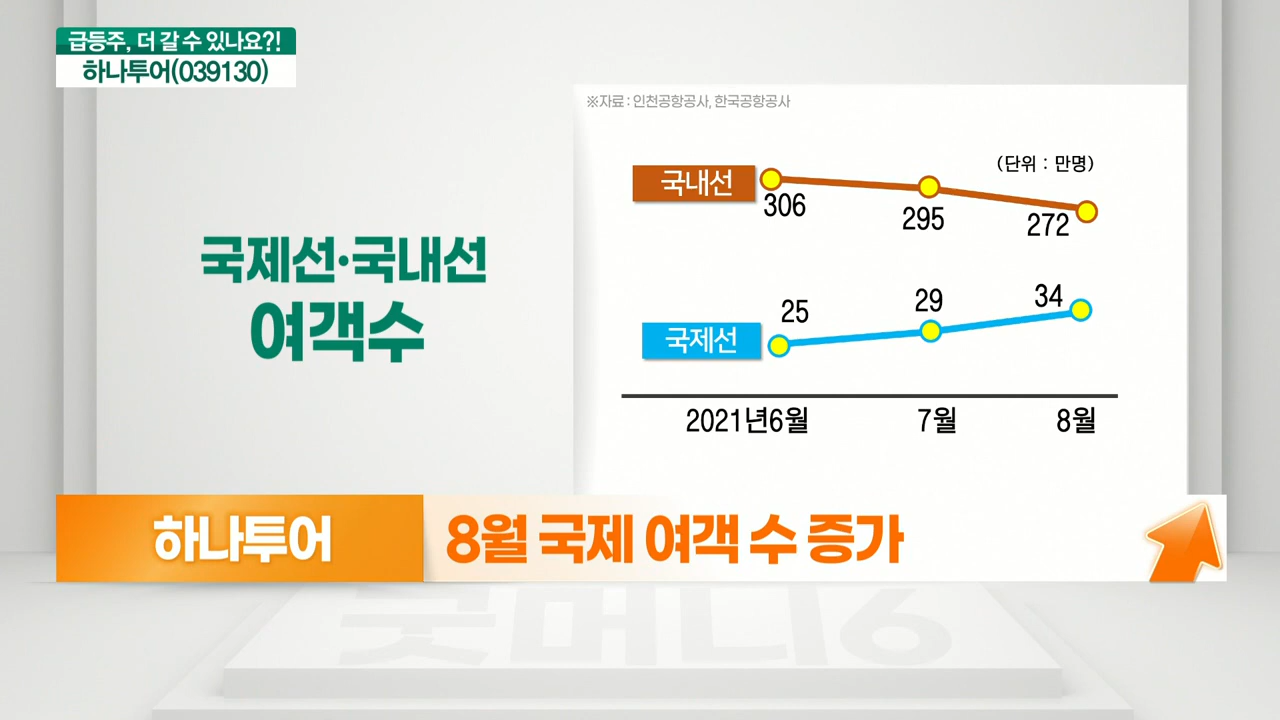 급등주, 더 갈 수 있나요?!
하나투어(039130)
※자료 : 인천공항공사, 한국공항공사
(단위 : 만명)
국내선
306
295
272
국제선·국내선
여객수
25
29
34
국제선
2021년6월 7월 8월
하나투어 8월 국제 여객 수 증가
굿머니6